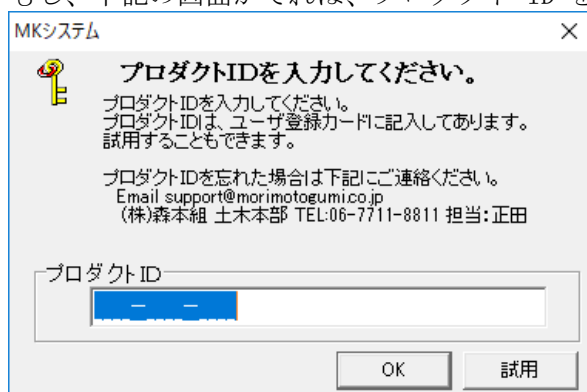 もし、下記の画面がでれば、プロダクト ID を
MKシステム
プロダクトIDを入力してください。
プロダクトIDを入力してください。
プロダクトIDは、ユーザ登録カードに記入してあります。
試用することもできます。
プロダクトIDを忘れた場合は下記にご連絡ください。
Email support@morimotogumi.co.jp
(株)森本組 土木本部 TEL:06-7711-8811 担当:正田
プロダクト ID
____-____-____
OK
試用